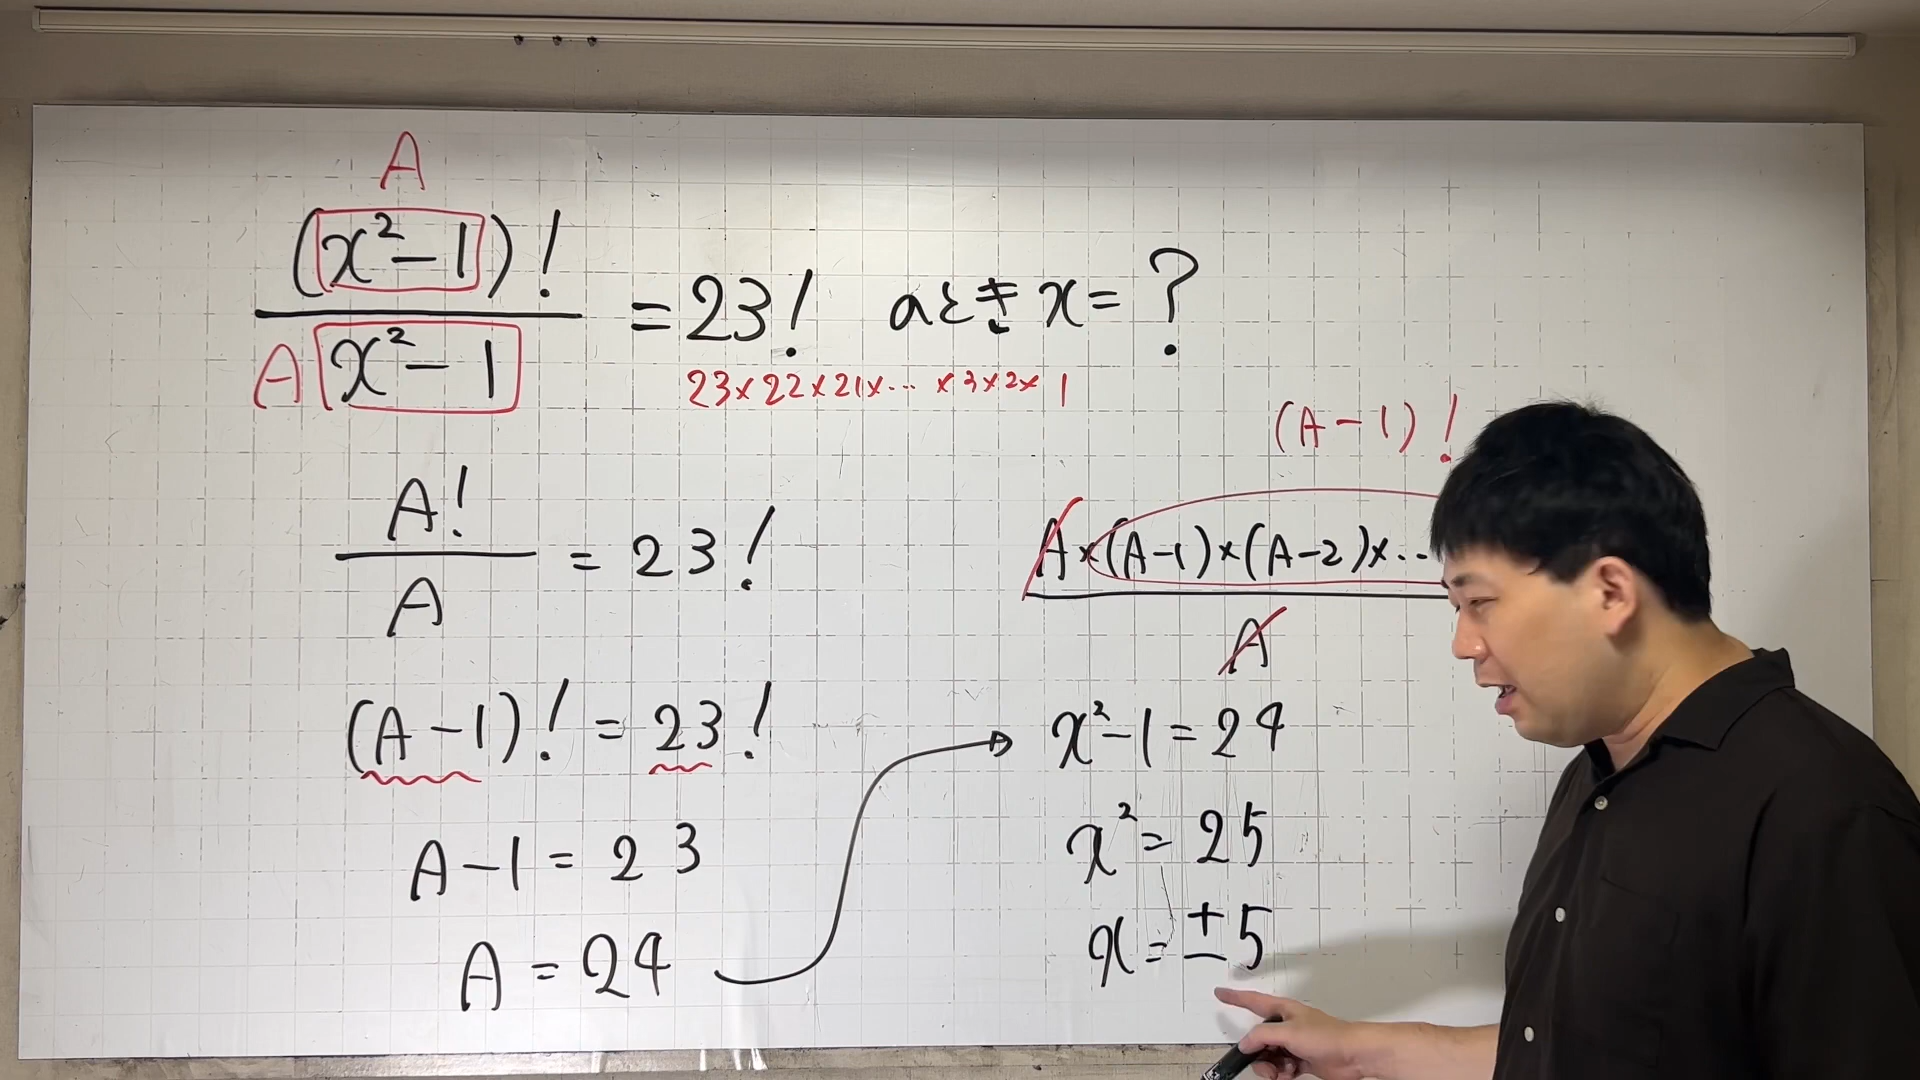 A
(x²-1)!
―――― = 23! のとき x = ?
A x²-1
23×22×21×… ×3×2×1
(A-1)!
A!
―― = 23!
A
A×(A-1)×(A-2)×…
――――
A
(A-1)! = 23!
x²-1 = 24
A-1 = 23
x² = 25
A = 24
x = ±5